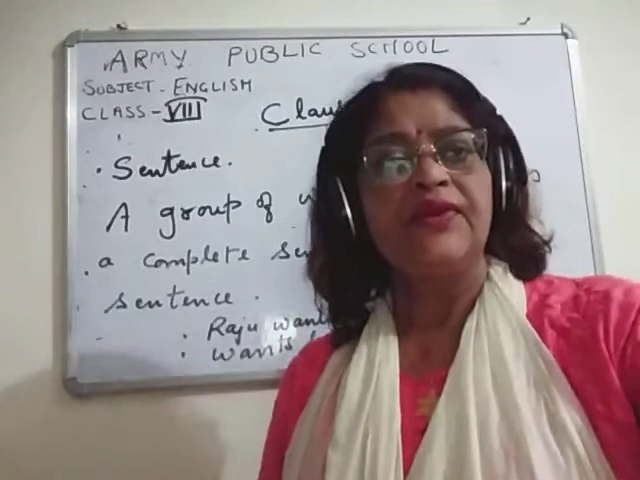 ARMY PUBLIC SCHOOL
SUBJECT - ENGLISH
CLASS - VIII
• Sentence.
A group of
. a complete
sentence.
• Raju
• wants